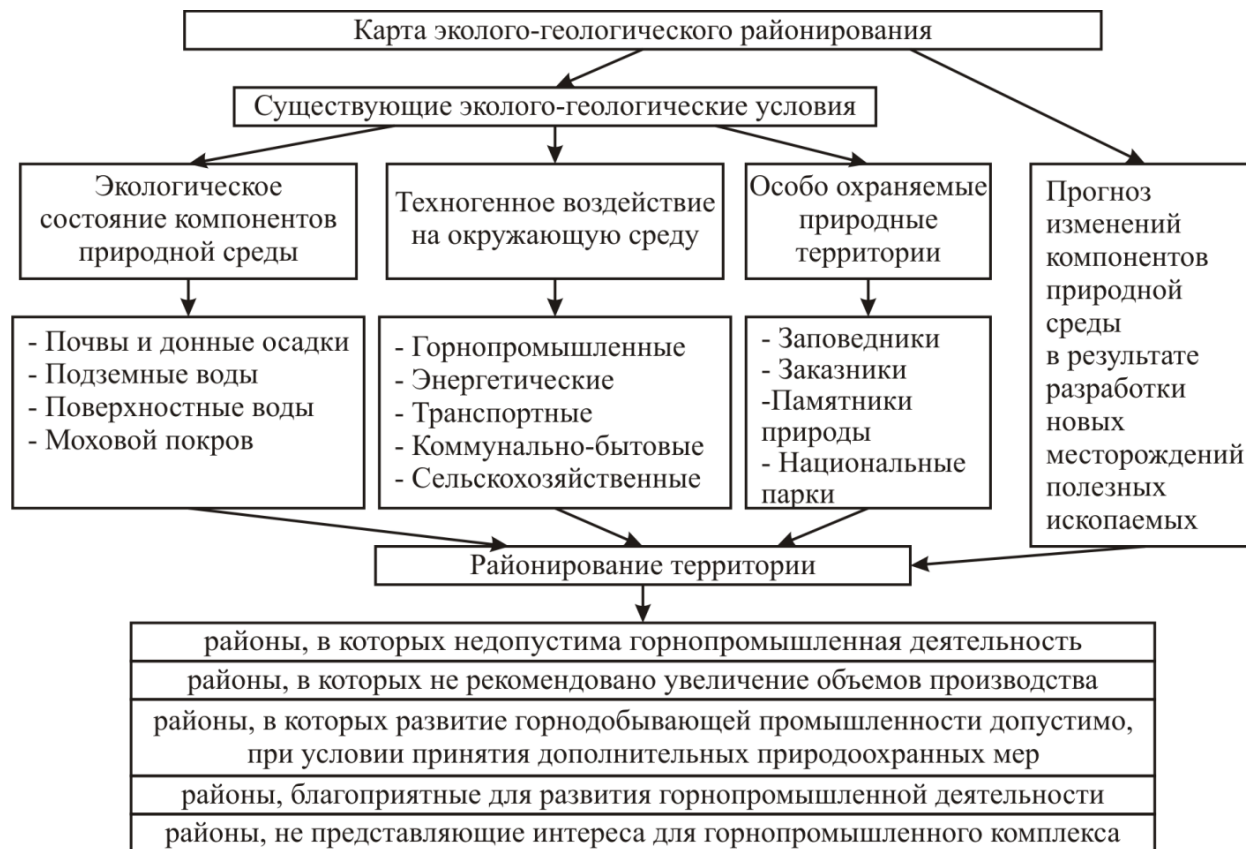 Карта эколого-геологического районирования
Существующие эколого-геологические условия
Экологическое
состояние компонентов
природной среды
Техногенное воздействие
на окружающую среду
Особо охраняемые
природные
территории
Прогноз
изменений
компонентов
природной
среды
в результате
разработки
новых
месторождений
полезных
ископаемых
- Почвы и донные осадки
- Подземные воды
- Поверхностные воды
- Моховой покров
- Горнопромышленные
- Энергетические
- Транспортные
- Коммунально-бытовые
- Сельскохозяйственные
- Заповедники
- Заказники
-Памятники
природы
- Национальные
парки
Районирование территории
районы, в которых недопустима горнопромышленная деятельность
районы, в которых не рекомендовано увеличение объемов производства
районы, в которых развитие горнодобывающей промышленности допустимо,
при условии принятия дополнительных природоохранных мер
районы, благоприятные для развития горнопромышленной деятельности
районы, не представляющие интереса для горнопромышленного комплекса